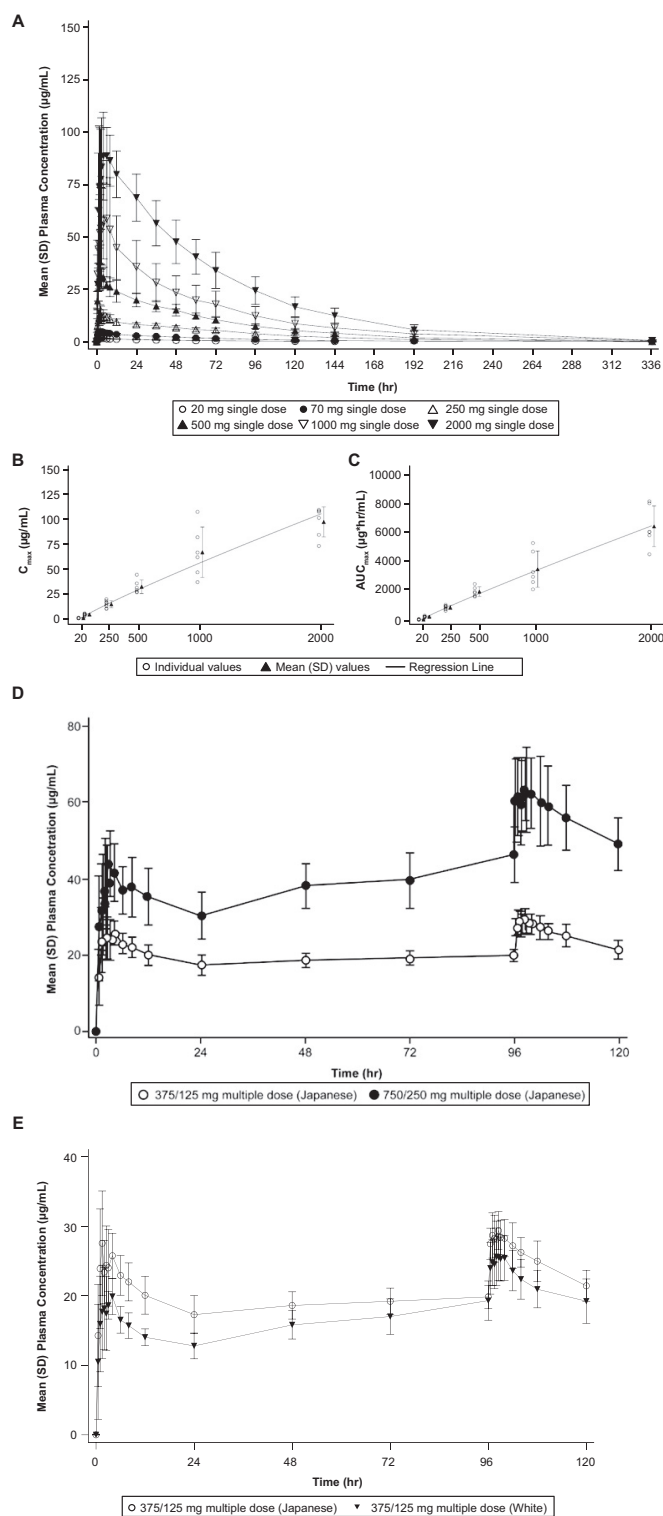 A
150
125
100
75
50
25
0
Mean (SD) Plasma Concentration (µg/mL)
0 24 48 72 96 120 144 168 192 216 240 264 288 312 336
Time (hr)
20 mg single dose 70 mg single dose 250 mg single dose
500 mg single dose 1000 mg single dose 2000 mg single dose
B
150
125
100
75
50
25
0
Cmax (µg/mL)
20 250 500 1000 2000
C
10000
8000
6000
4000
2000
0
AUCmax (µg*hr/mL)
20 250 500 1000 2000
Individual values Mean (SD) values Regression Line
D
80
60
40
20
0
Mean (SD) Plasma Concetration (µg/mL)
0 24 48 72 96 120
Time (hr)
375/125 mg multiple dose (Japanese) 750/250 mg multiple dose (Japanese)
E
40
30
20
10
0
Mean (SD) Plasma Concetration (µg/mL)
0 24 48 72 96 120
Time (hr)
375/125 mg multiple dose (Japanese) 375/125 mg multiple dose (White)